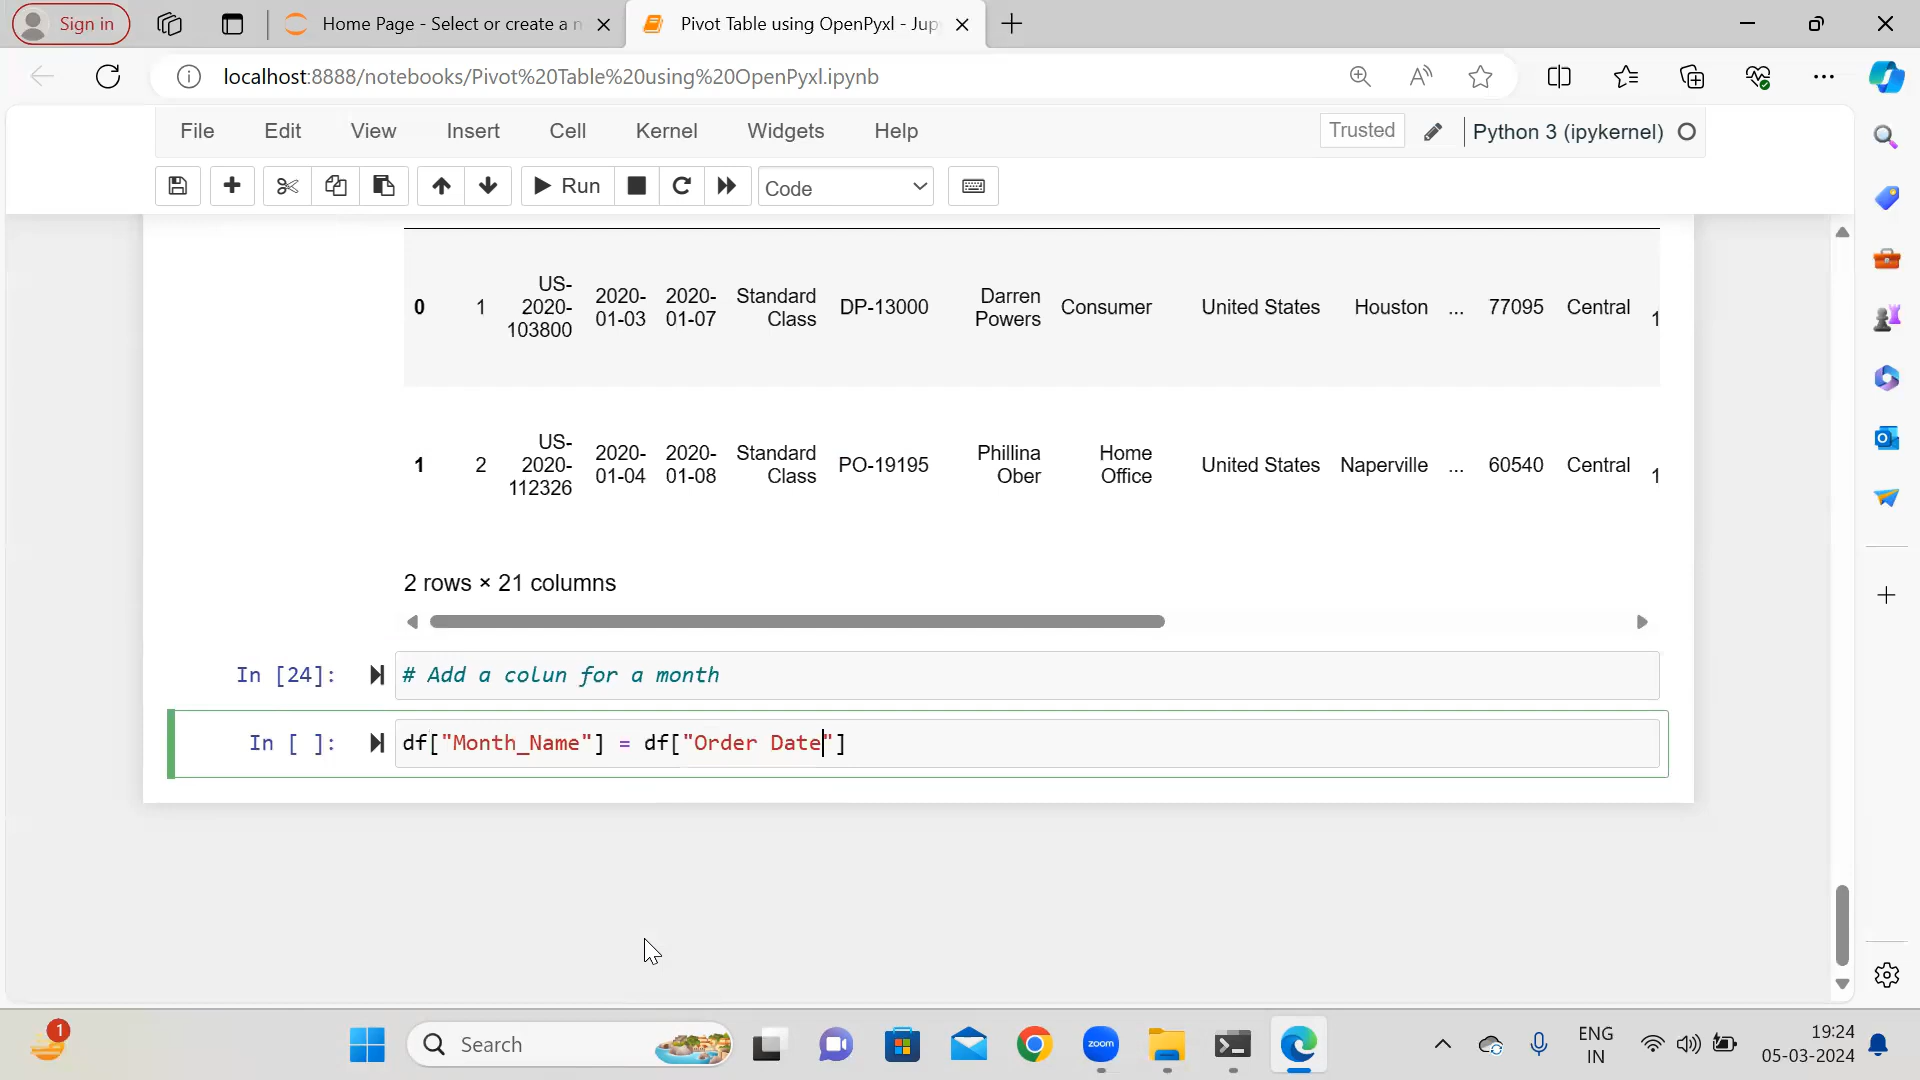 Sign in
Home Page - Select or create a n
Pivot Table using OpenPyxl - Jup
localhost:8888/notebooks/Pivot%20Table%20using%20OpenPyxl.ipynb
File Edit View Insert Cell Kernel Widgets Help
Trusted
Python 3 (ipykernel)
Run
Code
0 1 US-2020-103800 2020-01-03 2020-01-07 Standard Class DP-13000 Darren Powers Consumer United States Houston ... 77095 Central 1
1 2 US-2020-112326 2020-01-04 2020-01-08 Standard Class PO-19195 Phillina Ober Home Office United States Naperville ... 60540 Central 1
2 rows × 21 columns
In [24]: # Add a colun for a month
In [ ]: df["Month_Name"] = df["Order Date"]
1
Search
zoom
ENG
IN
19:24
05-03-2024